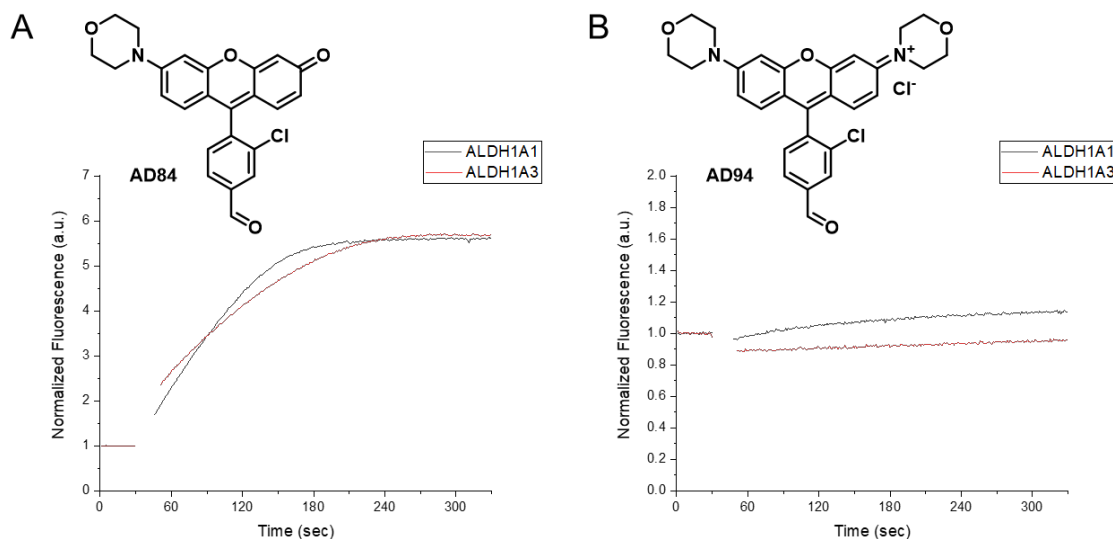 A
O
N
O
O
Cl
AD84
O
ALDH1A1
ALDH1A3
7
6
5
4
3
2
1
0
0 60 120 180 240 300
Normalized Fluorescence (a.u.)
Time (sec)
B
O
N
O
N+
O
Cl-
Cl
AD94
O
ALDH1A1
ALDH1A3
2.0
1.8
1.6
1.4
1.2
1.0
0.8
0.6
0.4
0.2
0.0
0 60 120 180 240 300
Normalized Fluorescence (a.u.)
Time (sec)